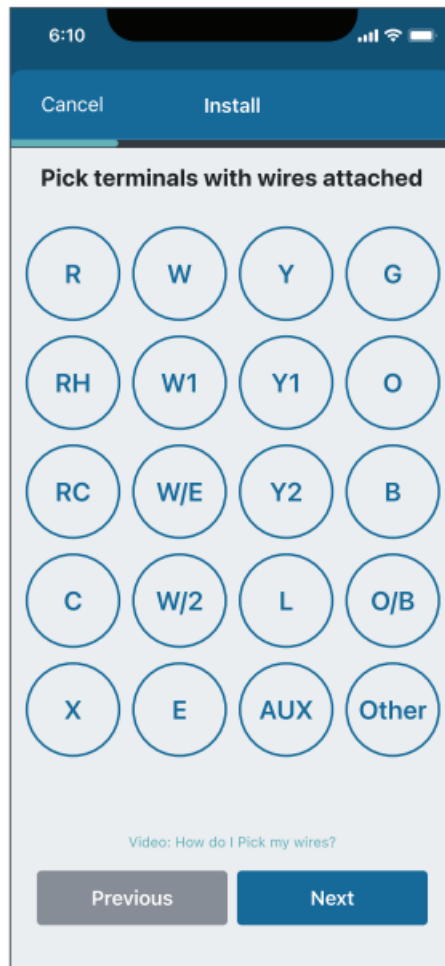 6:10
Cancel Install
Pick terminals with wires attached
R W Y G
RH W1 Y1 O
RC W/E Y2 B
C W/2 L O/B
X E AUX Other
Video: How do I Pick my wires?
Previous Next